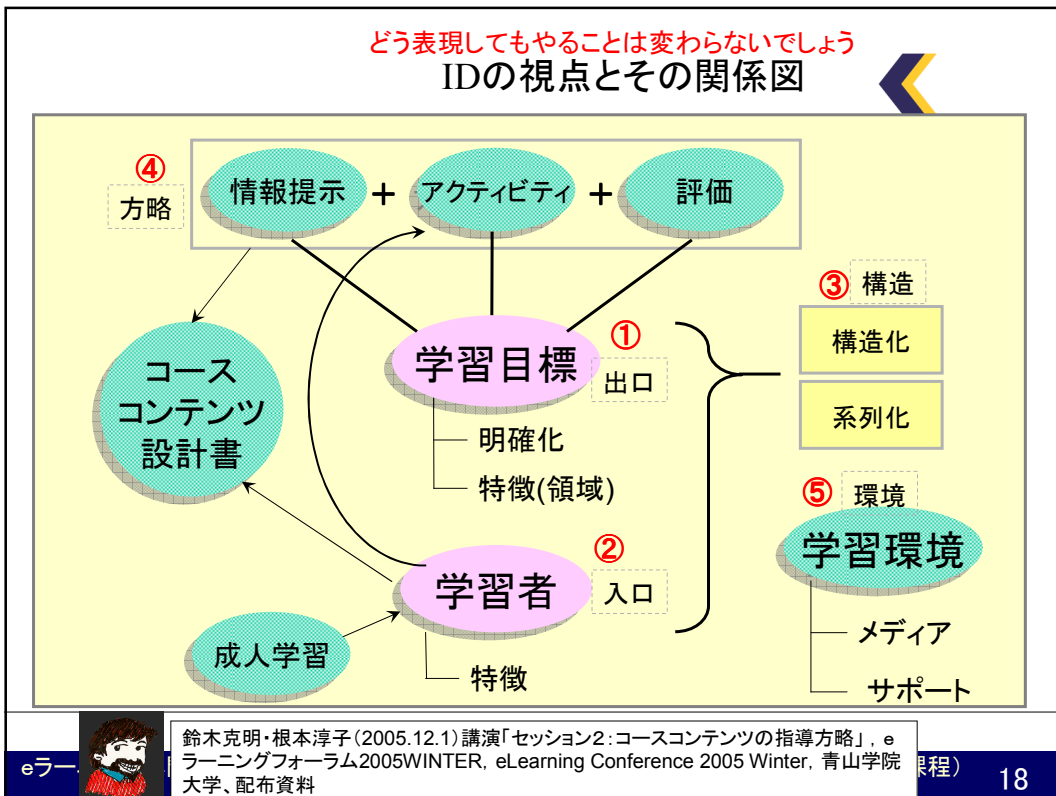 どう表現してもやることは変わらないでしょう
IDの視点とその関係図
④
方略
情報提示 + アクティビティ + 評価
③ 構造
構造化
系列化
①
学習目標
出口
明確化
特徴(領域)
コース
コンテンツ
設計書
②
学習者
入口
特徴
成人学習
⑤ 環境
学習環境
メディア
サポート
鈴木克明・根本淳子(2005.12.1)講演「セッション2:コースコンテンツの指導方略」, e
ラーニングフォーラム2005WINTER, eLearning Conference 2005 Winter, 青山学院
大学、配布資料
eラー
課程)
18